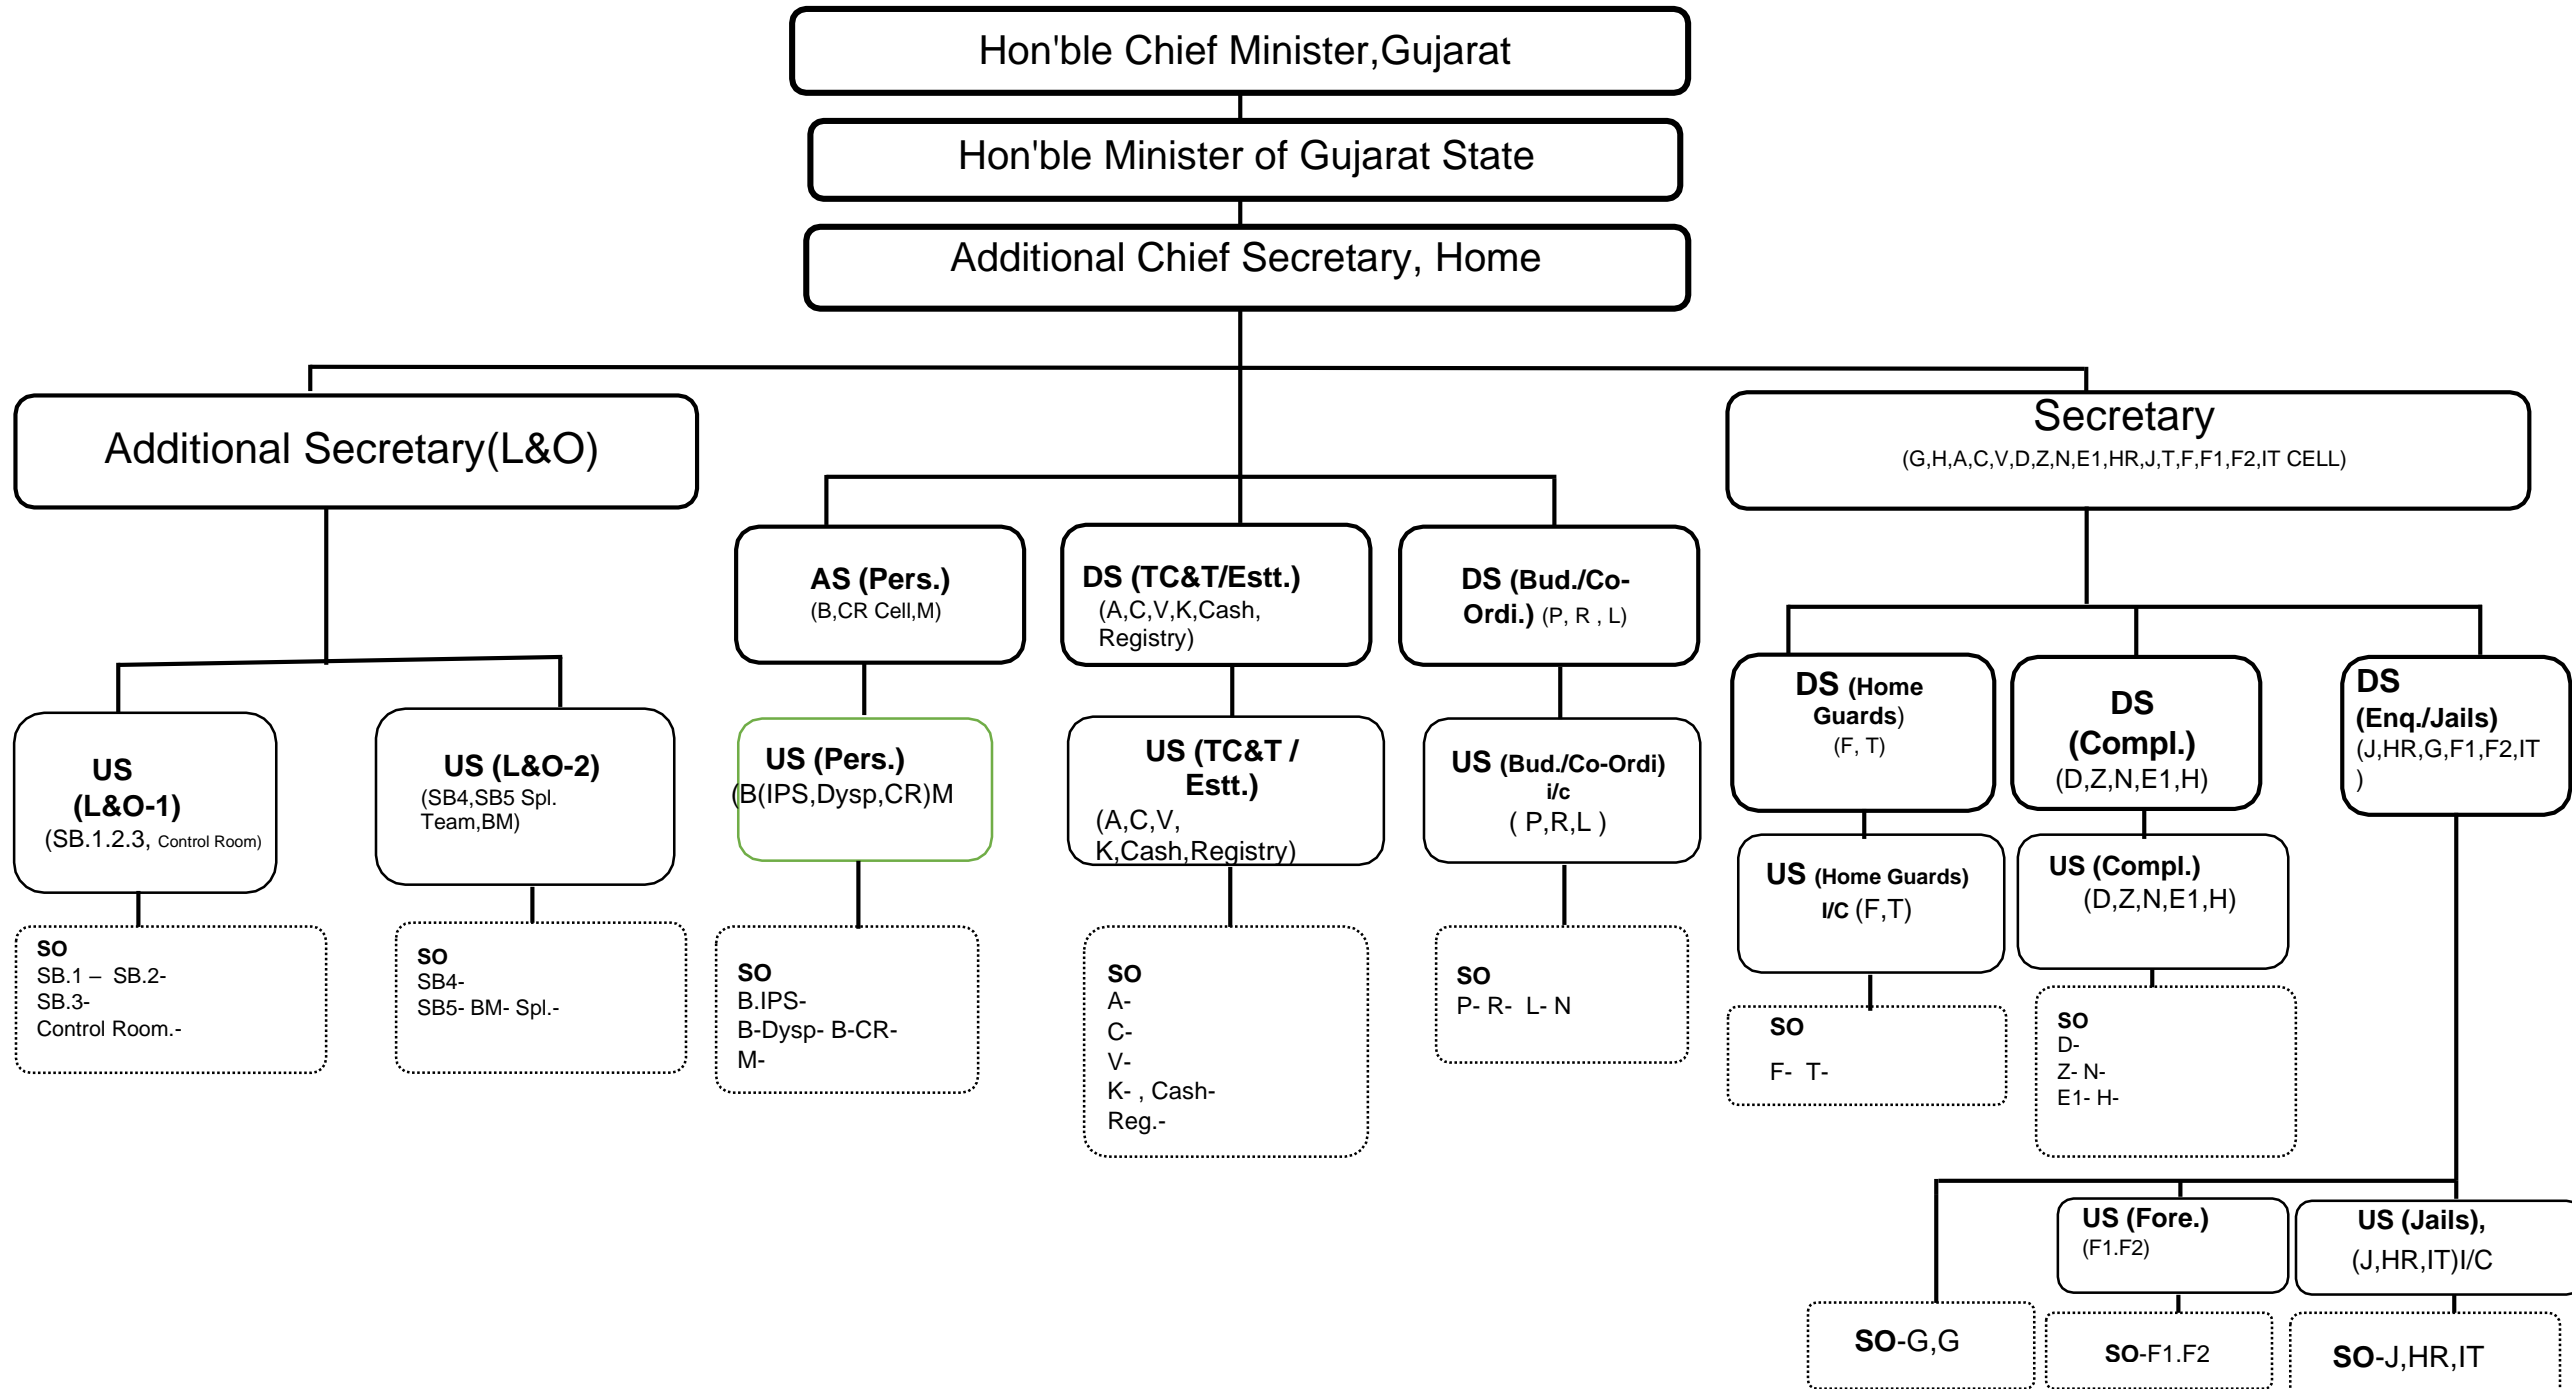 Hon'ble Chief Minister,Gujarat
Hon'ble Minister of Gujarat State
Additional Chief Secretary, Home
Additional Secretary(L&O)
Secretary
(G,H,A,C,V,D,Z,N,E1,HR,J,T,F,F1,F2,IT CELL)
AS (Pers.)
(B,CR Cell,M)
DS (TC&T/Estt.)
(A,C,V,K,Cash,
Registry)
DS (Bud./Co-
Ordi.) (P, R , L)
DS (Home
Guards)
(F, T)
DS
(Compl.)
(D,Z,N,E1,H)
DS
(Enq./Jails)
(J,HR,G,F1,F2,IT
)
US
(L&O-1)
(SB.1.2.3, Control Room)
US (L&O-2)
(SB4,SB5 Spl.
Team,BM)
US (Pers.)
(B(IPS,Dysp,CR)M
US (TC&T /
Estt.)
(A,C,V,
K,Cash,Registry)
US (Bud./Co-Ordi)
i/c
( P,R,L )
US (Home Guards)
I/C (F,T)
US (Compl.)
(D,Z,N,E1,H)
SO
SB.1 – SB.2-
SB.3-
Control Room.-
SO
SB4-
SB5- BM- Spl.-
SO
B.IPS-
B-Dysp- B-CR-
M-
SO
A-
C-
V-
K- , Cash-
Reg.-
SO
P- R- L- N
SO
F- T-
SO
D-
Z- N-
E1- H-
US (Fore.)
(F1.F2)
US (Jails),
(J,HR,IT)I/C
SO-G,G
SO-F1.F2
SO-J,HR,IT